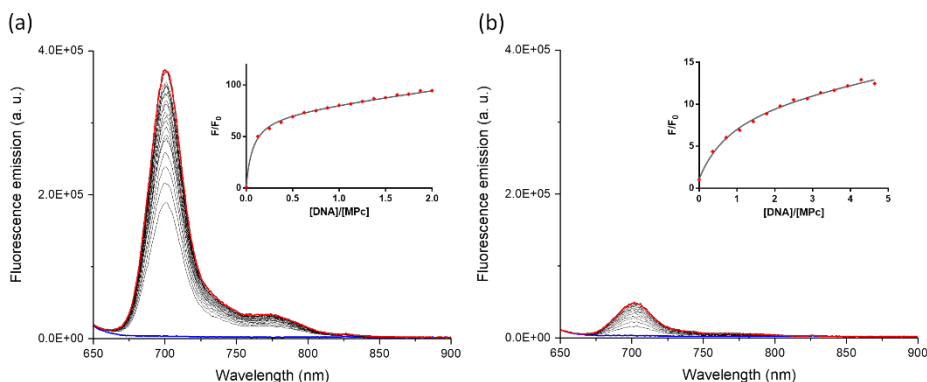 (a)
4.0E+05
2.0E+05
0.0E+00
Fluorescence emission (a. u.)
650 700 750 800 850 900
Wavelength (nm)
100
50
0
F/F0
0.0 0.5 1.0 1.5 2.0
[DNA]/[MPc]
(b)
4.0E+05
2.0E+05
0.0E+00
Fluorescence emission (a. u.)
650 700 750 800 850 900
Wavelength (nm)
15
10
5
0
F/F0
0 1 2 3 4 5
[DNA]/[MPc]